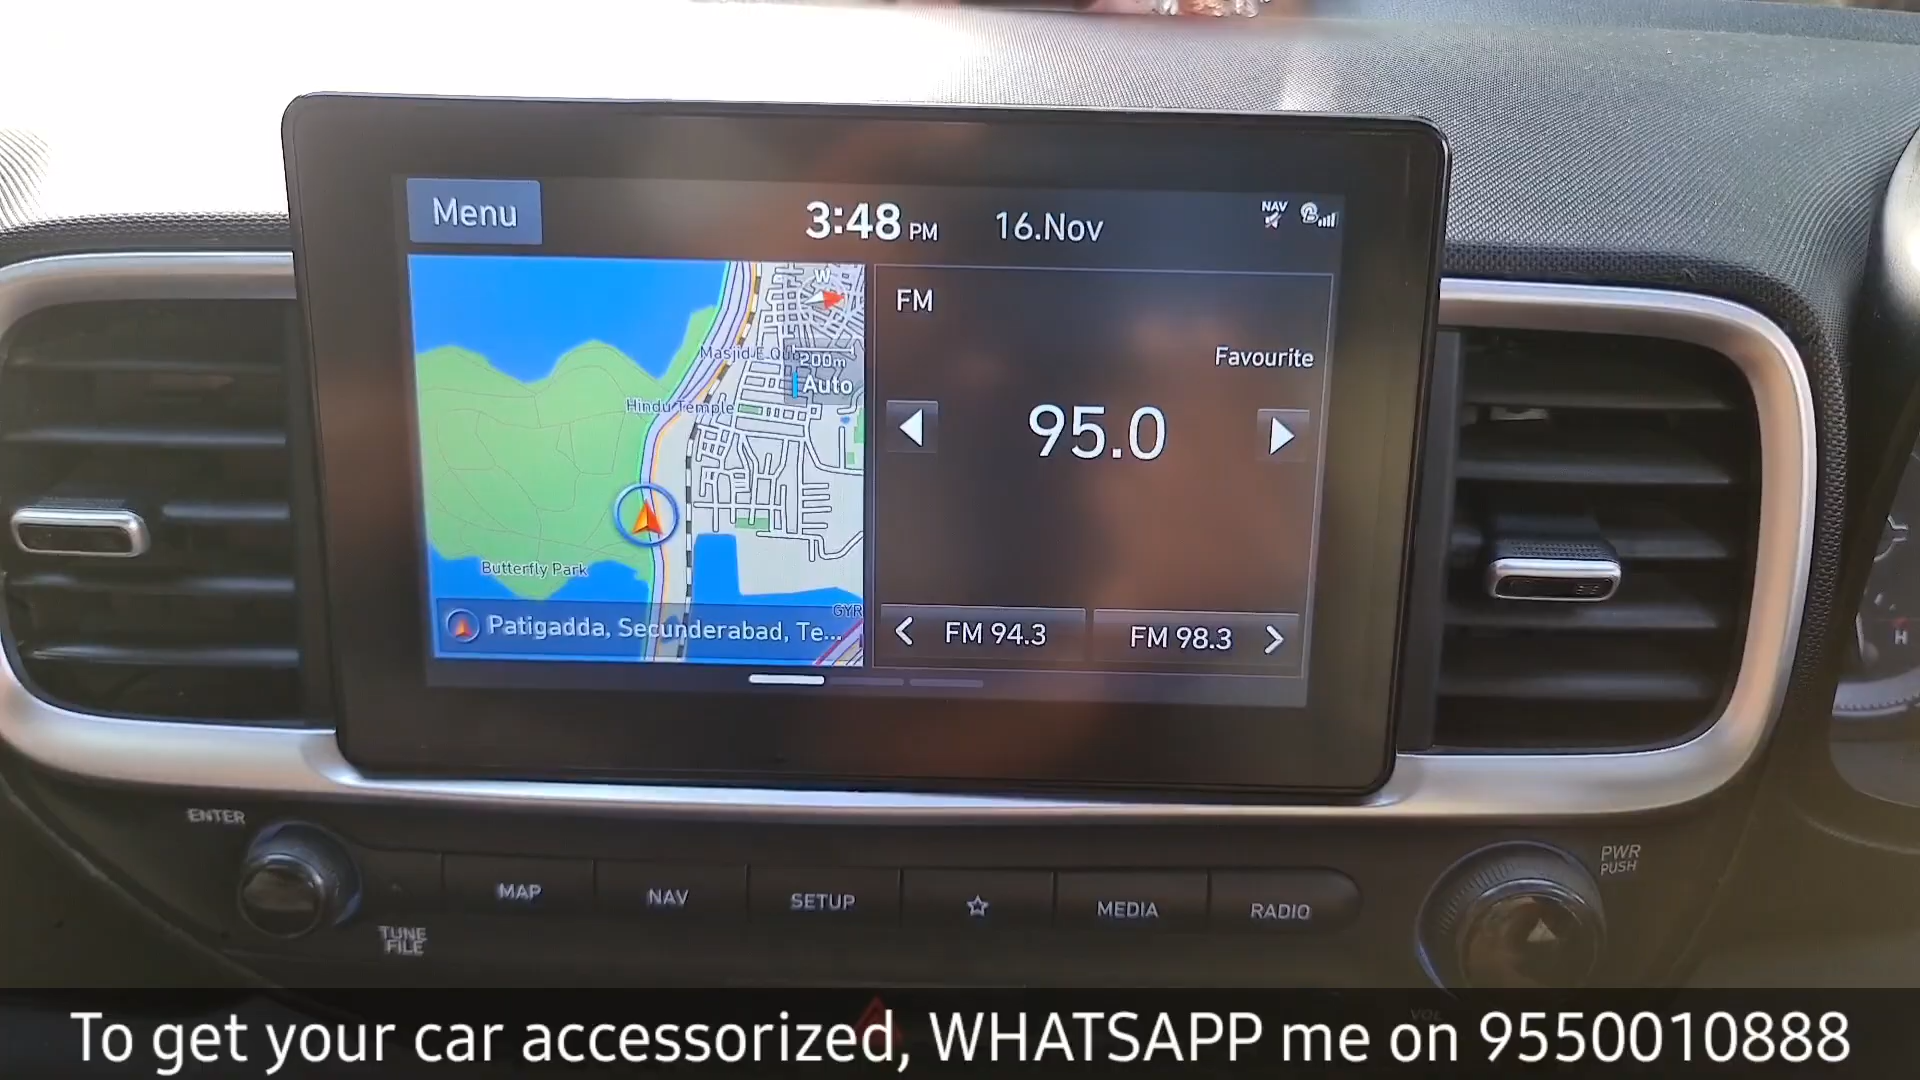 Menu
3:48 PM
16.Nov
NAV
W
FM
Masjid-E
200m
Favourite
Auto
Hindu Temple
95.0
Butterfly Park
GYR
Patigadda, Secunderabad, Te...
FM 94.3
FM 98.3
H
ENTER
PWR
PUSH
MAP
NAV
SETUP
MEDIA
RADIO
TUNE
FILE
VOL
To get your car accessorized, WHATSAPP me on 9550010888